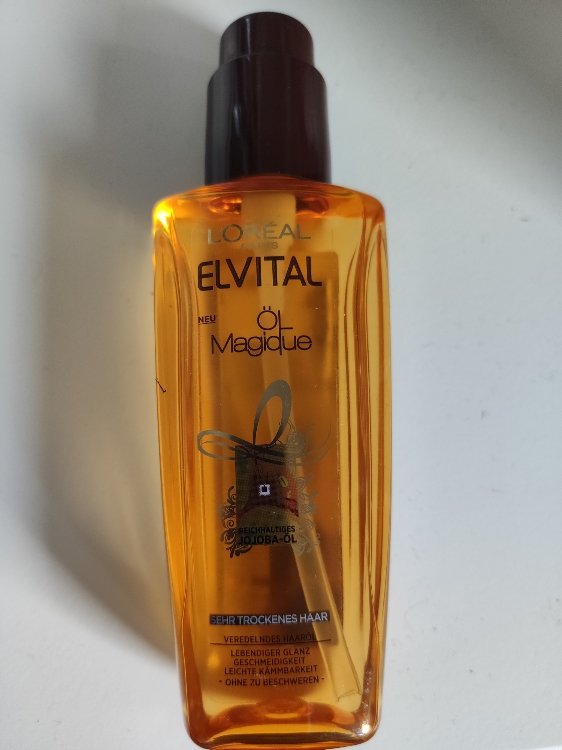 L'ORÉAL
PARIS
ELVITAL
NEU
ÖL
Magique
REICHHALTIGES
JOJOBA-ÖL
SEHR TROCKENES HAAR
VEREDELNDES HAARÖL
LEBENDIGER GLANZ
GESCHMEIDIGKEIT
LEICHTE KÄMMBARKEIT
- OHNE ZU BESCHWEREN -